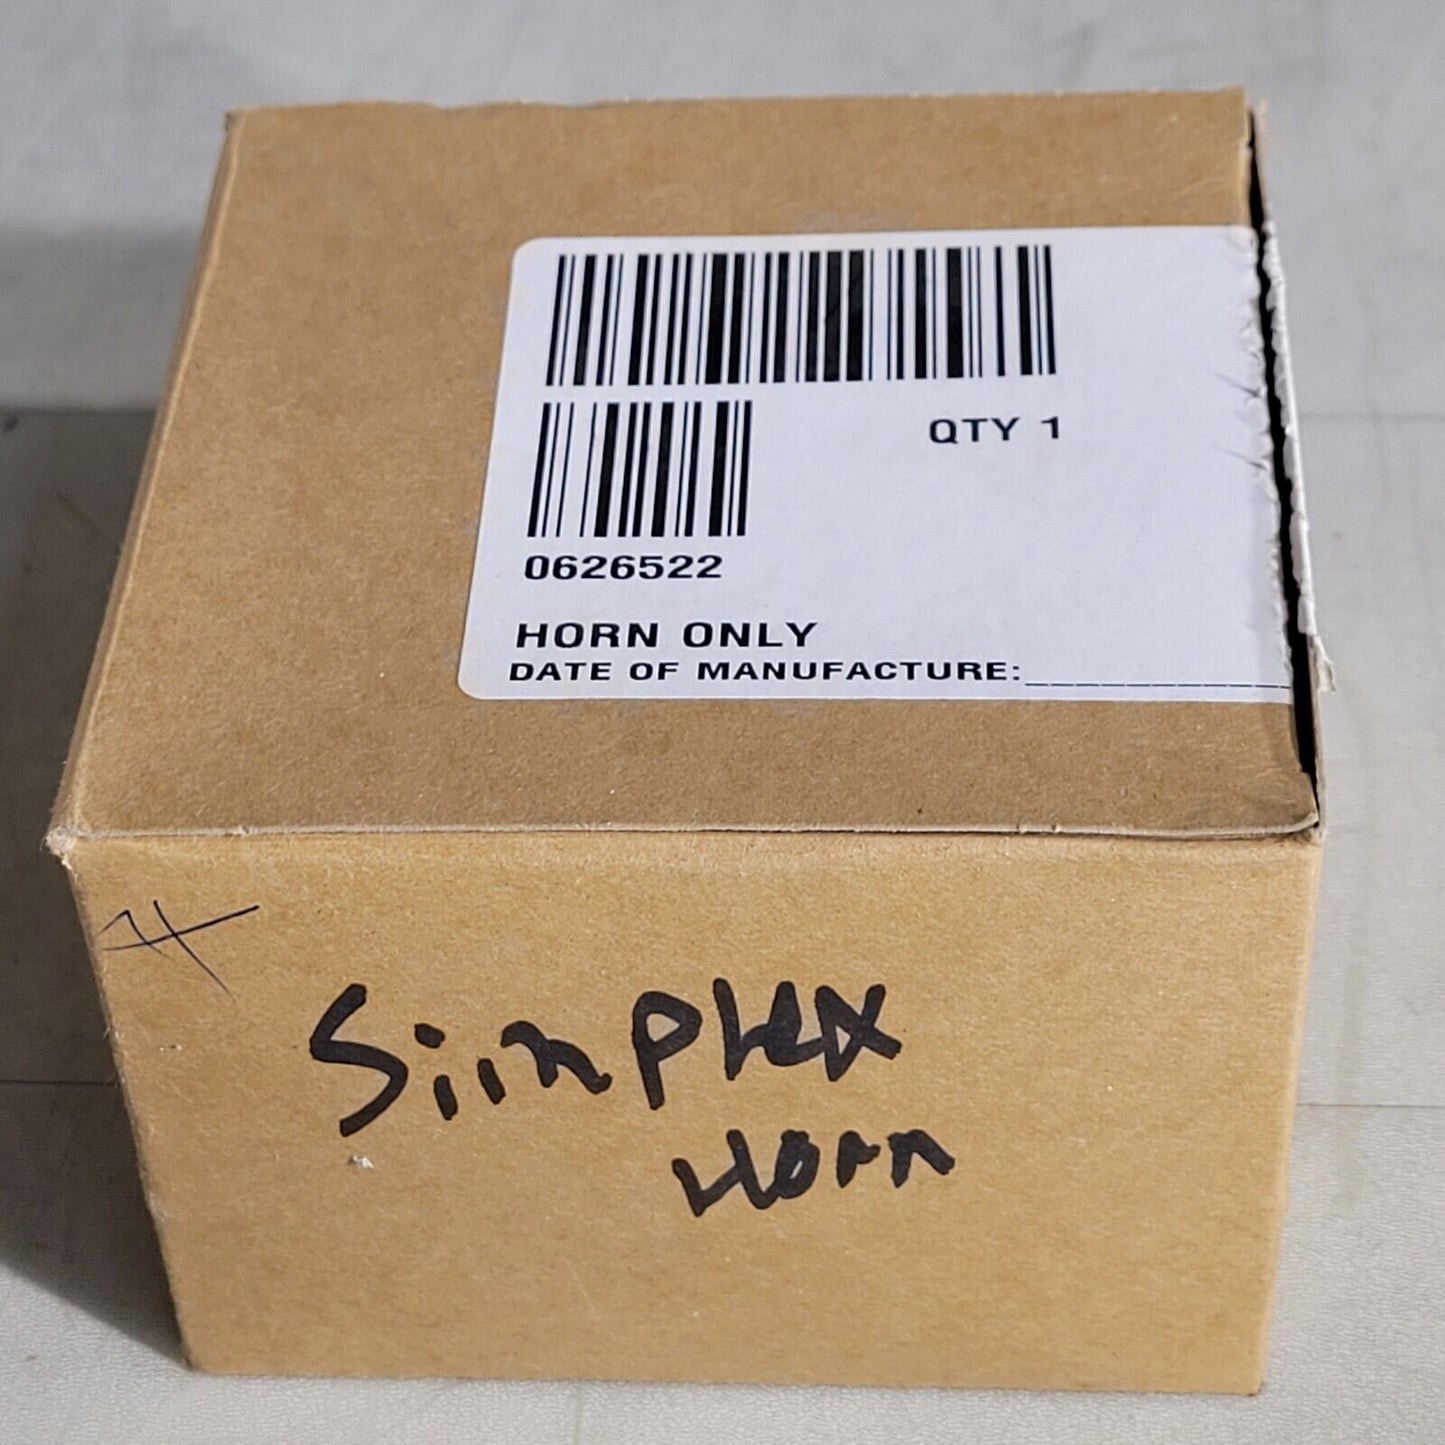 QTY 1
0626522
HORN ONLY
DATE OF MANUFACTURE:
Simplex
Horn